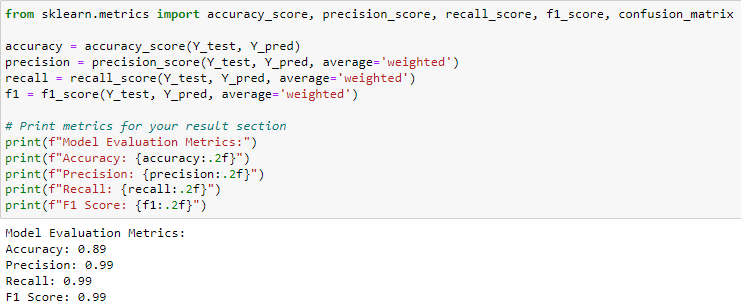 from sklearn.metrics import accuracy_score, precision_score, recall_score, f1_score, confusion_matrix

accuracy = accuracy_score(Y_test, Y_pred)
precision = precision_score(Y_test, Y_pred, average='weighted')
recall = recall_score(Y_test, Y_pred, average='weighted')
f1 = f1_score(Y_test, Y_pred, average='weighted')

# Print metrics for your result section
print(f"Model Evaluation Metrics:")
print(f"Accuracy: {accuracy:.2f}")
print(f"Precision: {precision:.2f}")
print(f"Recall: {recall:.2f}")
print(f"F1 Score: {f1:.2f}")

Model Evaluation Metrics:
Accuracy: 0.89
Precision: 0.99
Recall: 0.99
F1 Score: 0.99